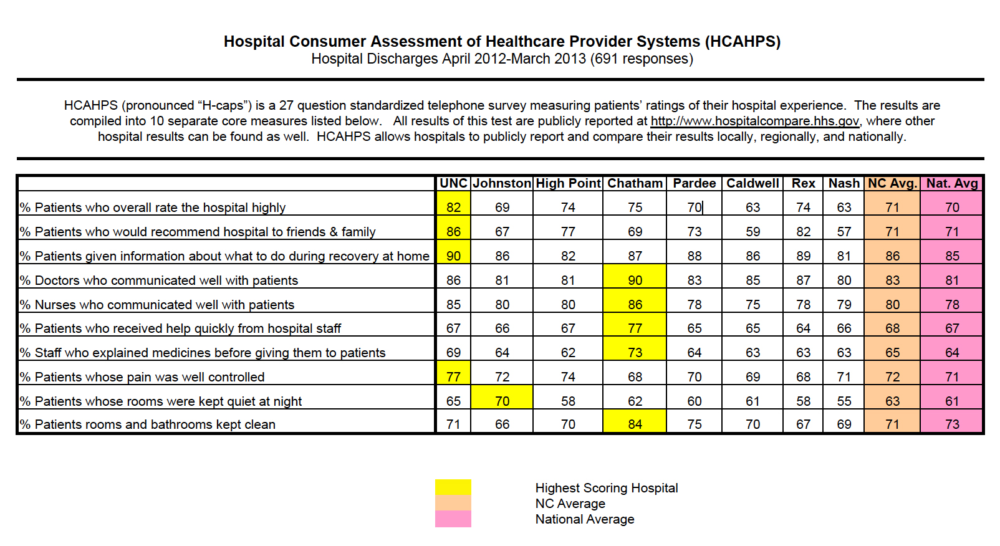 Hospital Consumer Assessment of Healthcare Provider Systems (HCAHPS)
Hospital Discharges April 2012-March 2013 (691 responses)
HCAHPS (pronounced “H-caps”) is a 27 question standardized telephone survey measuring patients’ ratings of their hospital experience.  The results are
compiled into 10 separate core measures listed below.   All results of this test are publicly reported at http://www.hospitalcompare.hhs.gov, where other
hospital results can be found as well.  HCAHPS allows hospitals to publicly report and compare their results locally, regionally, and nationally.
UNC Johnston High Point Chatham Pardee Caldwell Rex Nash NC Avg. Nat. Avg
% Patients who overall rate the hospital highly 82 69 74 75 70 63 74 63 71 70
% Patients who would recommend hospital to friends & family 86 67 77 69 73 59 82 57 71 71
% Patients given information about what to do during recovery at home 90 86 82 87 88 86 89 81 86 85
% Doctors who communicated well with patients 86 81 81 90 83 85 87 80 83 81
% Nurses who communicated well with patients 85 80 80 86 78 75 78 79 80 78
% Patients who received help quickly from hospital staff 67 66 67 77 65 65 64 66 68 67
% Staff who explained medicines before giving them to patients 69 64 62 73 64 63 63 63 65 64
% Patients whose pain was well controlled 77 72 74 68 70 69 68 71 72 71
% Patients whose rooms were kept quiet at night 65 70 58 62 60 61 58 55 63 61
% Patients rooms and bathrooms kept clean 71 66 70 84 75 70 67 69 71 73
Highest Scoring Hospital
NC Average
National Average